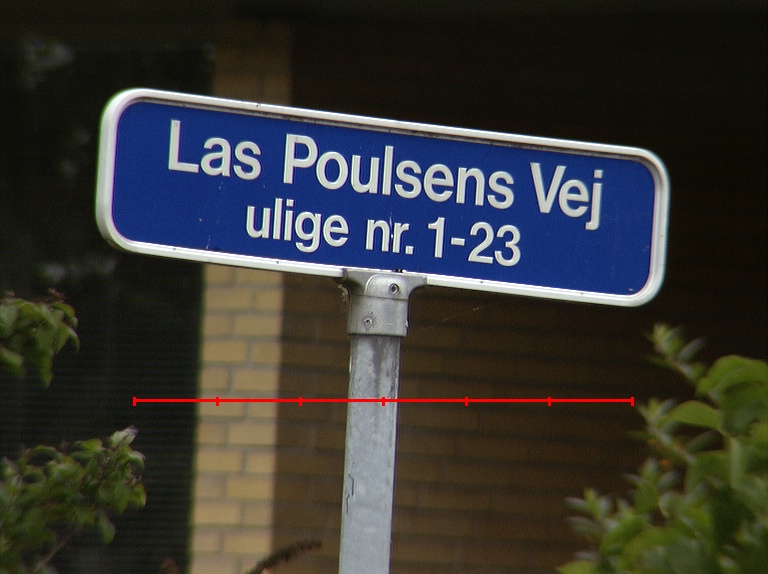 Las Poulsens Vej
ulige nr. 1-23